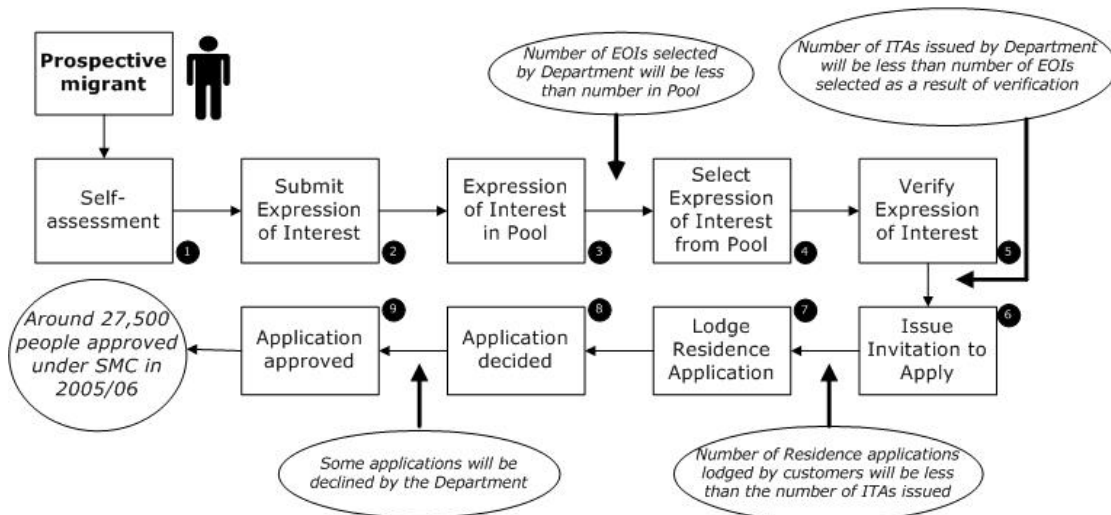 Prospective
migrant
Number of EOIs selected
by Department will be less
than number in Pool
Number of ITAs issued by Department
will be less than number of EOIs
selected as a result of verification
Self-
assessment
1
Submit
Expression
of Interest
2
Expression
of Interest
in Pool
3
Select
Expression
of Interest
from Pool
4
Verify
Expression
of Interest
5
Issue
Invitation to
Apply
6
Lodge
Residence
Application
7
Application
decided
8
Application
approved
9
Around 27,500
people approved
under SMC in
2005/06
Some applications will be
declined by the Department
Number of Residence applications
lodged by customers will be less
than the number of ITAs issued